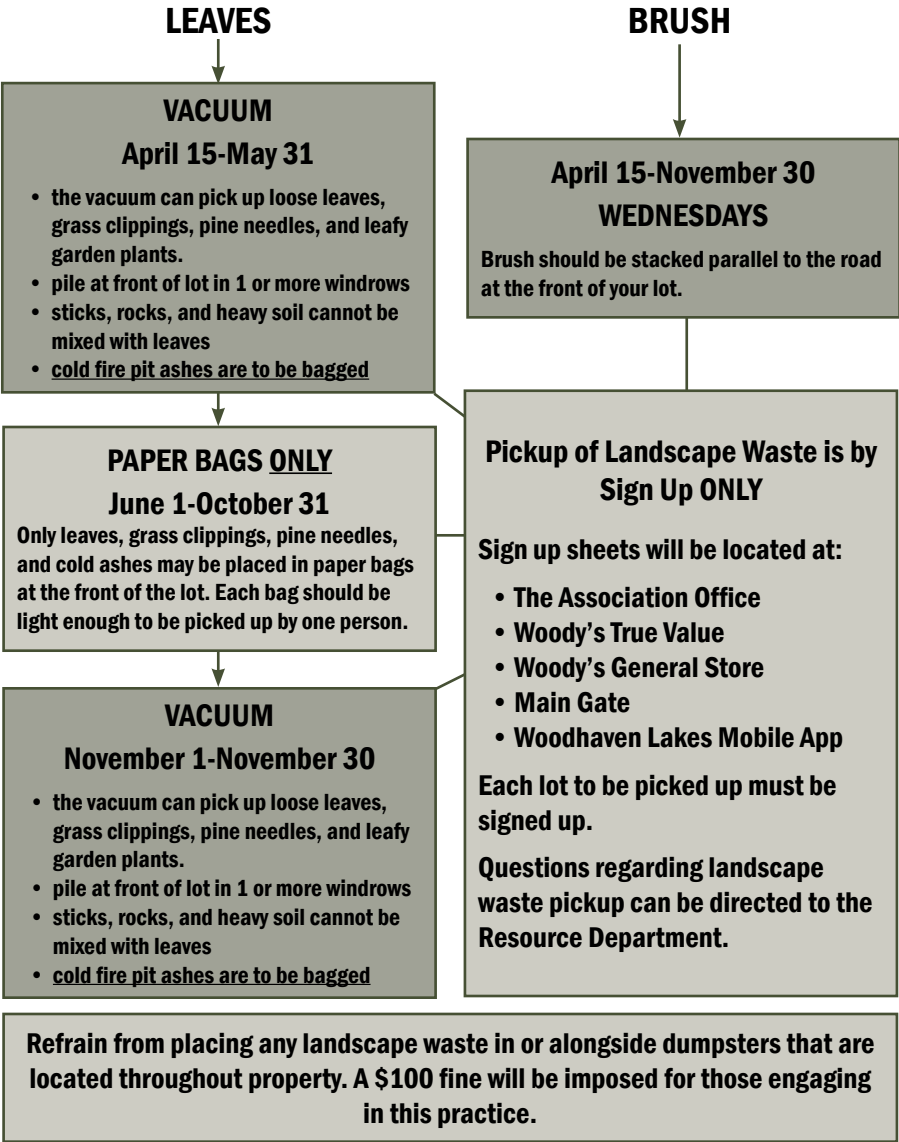 LEAVES
VACUUM
April 15-May 31
• the vacuum can pick up loose leaves,
grass clippings, pine needles, and leafy
garden plants.
• pile at front of lot in 1 or more windrows
• sticks, rocks, and heavy soil cannot be
mixed with leaves
• cold fire pit ashes are to be bagged
PAPER BAGS ONLY
June 1-October 31
Only leaves, grass clippings, pine needles,
and cold ashes may be placed in paper bags
at the front of the lot. Each bag should be
light enough to be picked up by one person.
VACUUM
November 1-November 30
• the vacuum can pick up loose leaves,
grass clippings, pine needles, and leafy
garden plants.
• pile at front of lot in 1 or more windrows
• sticks, rocks, and heavy soil cannot be
mixed with leaves
• cold fire pit ashes are to be bagged
BRUSH
April 15-November 30
WEDNESDAYS
Brush should be stacked parallel to the road
at the front of your lot.
Pickup of Landscape Waste is by
Sign Up ONLY
Sign up sheets will be located at:
• The Association Office
• Woody’s True Value
• Woody’s General Store
• Main Gate
• Woodhaven Lakes Mobile App
Each lot to be picked up must be
signed up.
Questions regarding landscape
waste pickup can be directed to the
Resource Department.
Refrain from placing any landscape waste in or alongside dumpsters that are
located throughout property. A $100 fine will be imposed for those engaging
in this practice.